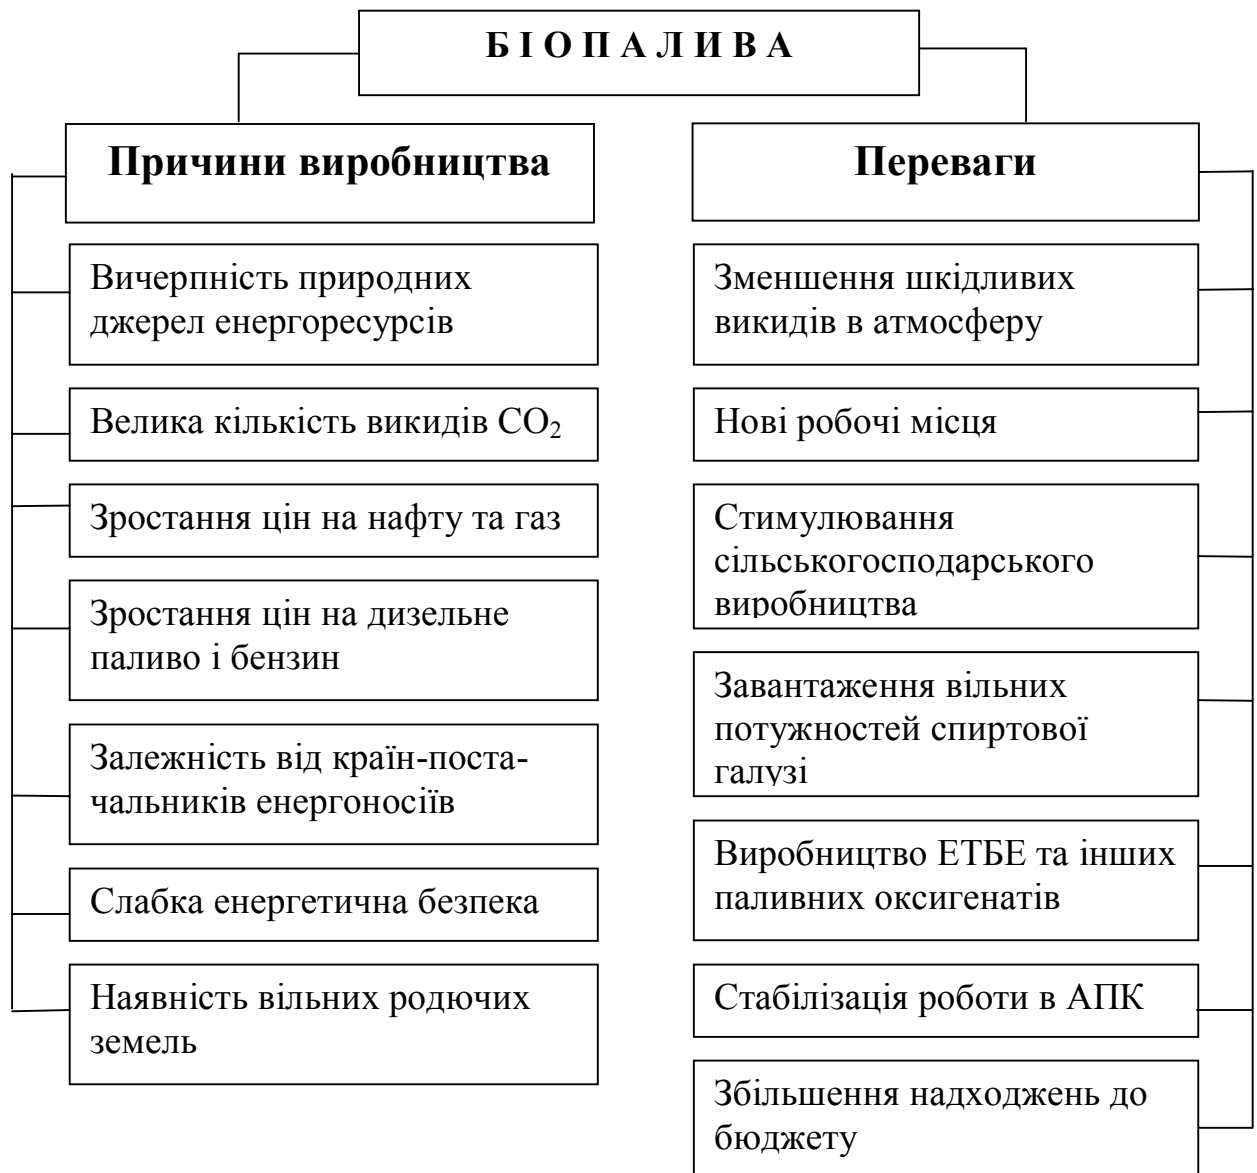 БІОПАЛИВА
Причини виробництва
Вичерпність природних
джерел енергоресурсів
Велика кількість викидів CO₂
Зростання цін на нафту та газ
Зростання цін на дизельне
паливо і бензин
Залежність від країн-поста-
чальників енергоносіїв
Слабка енергетична безпека
Наявність вільних родючих
земель
Переваги
Зменшення шкідливих
викидів в атмосферу
Нові робочі місця
Стимулювання
сільськогосподарського
виробництва
Завантаження вільних
потужностей спиртової
галузі
Виробництво ЕТБЕ та інших
паливних оксигенатів
Стабілізація роботи в АПК
Збільшення надходжень до
бюджету